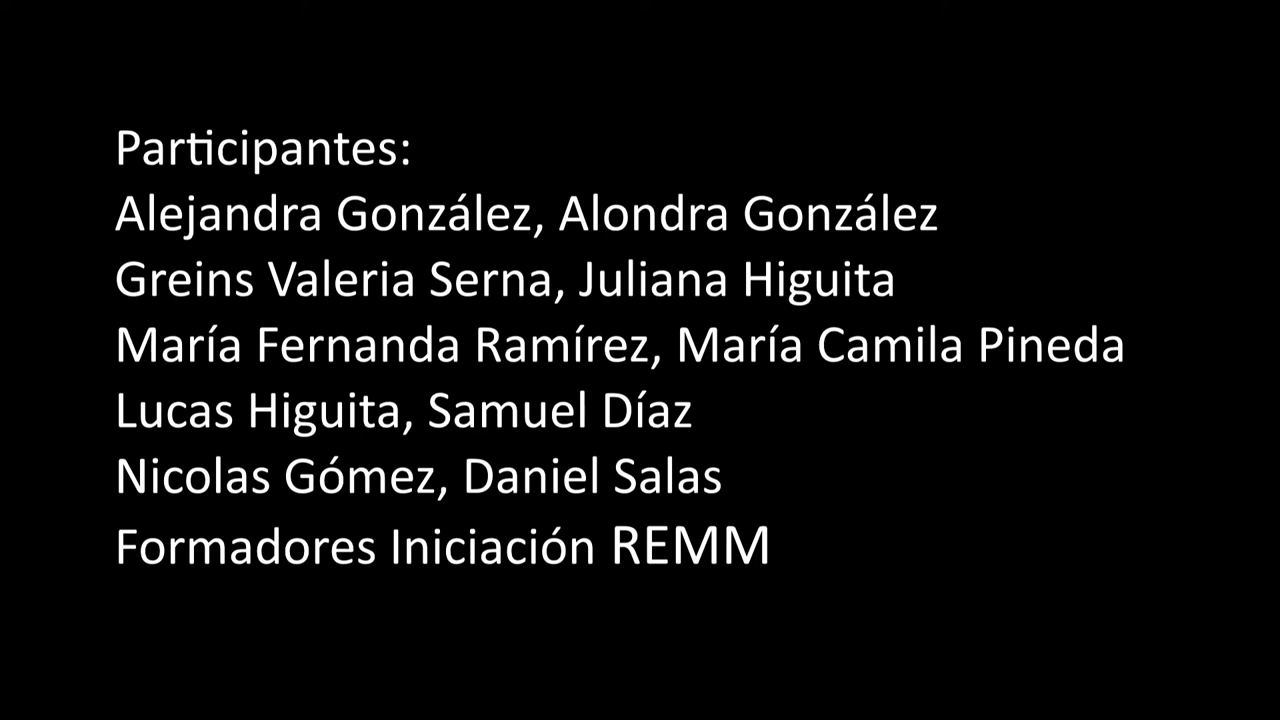 Participantes:
Alejandra González, Alondra González
Greins Valeria Serna, Juliana Higuita
María Fernanda Ramírez, María Camila Pineda
Lucas Higuita, Samuel Díaz
Nicolas Gómez, Daniel Salas
Formadores Iniciación REMM